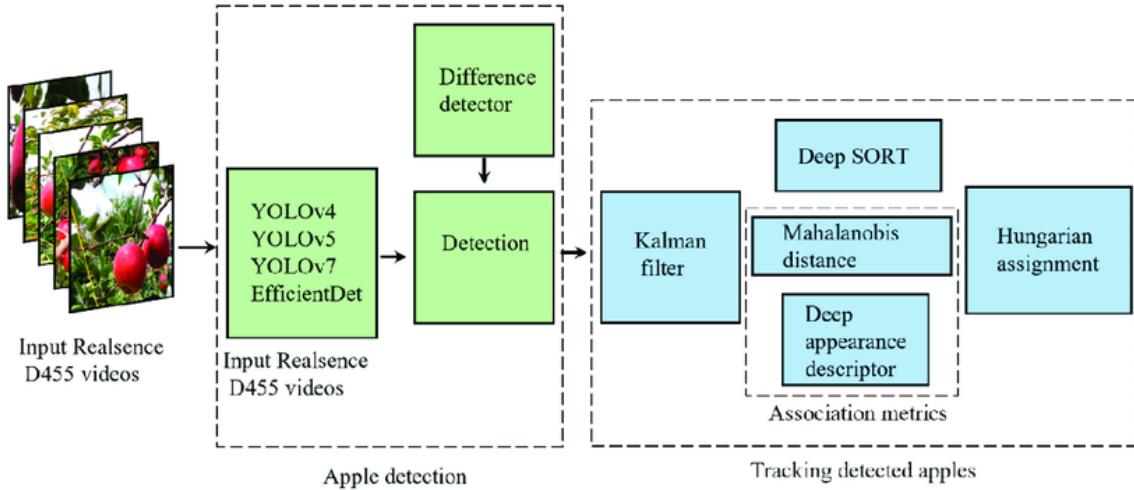 Input Realsence
D455 videos
YOLOv4
YOLOv5
YOLOv7
EfficientDet
Input Realsence
D455 videos
Difference
detector
Detection
Apple detection
Kalman
filter
Deep SORT
Mahalanobis
distance
Deep
appearance
descriptor
Association metrics
Hungarian
assignment
Tracking detected apples